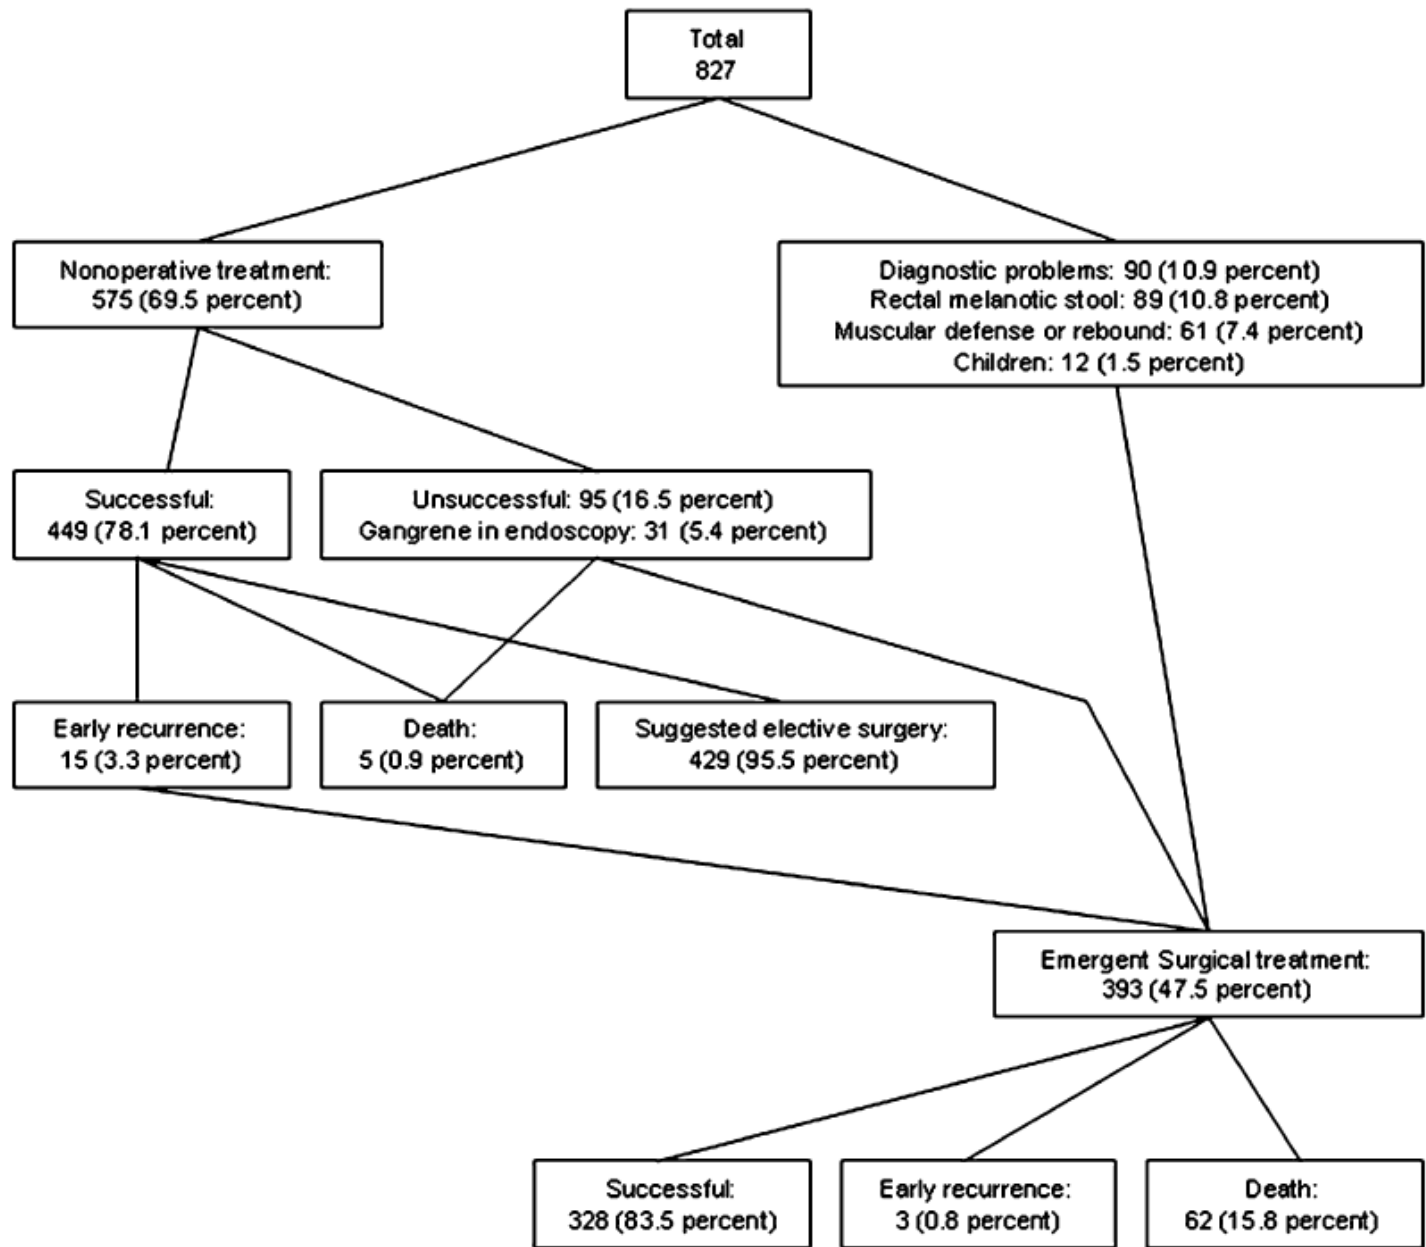 Total
827
Nonoperative treatment:
575 (69.5 percent)
Diagnostic problems: 90 (10.9 percent)
Rectal melanotic stool: 89 (10.8 percent)
Muscular defense or rebound: 61 (7.4 percent)
Children: 12 (1.5 percent)
Successful:
449 (78.1 percent)
Unsuccessful: 95 (16.5 percent)
Gangrene in endoscopy: 31 (5.4 percent)
Early recurrence:
15 (3.3 percent)
Death:
5 (0.9 percent)
Suggested elective surgery:
429 (95.5 percent)
Emergent Surgical treatment:
393 (47.5 percent)
Successful:
328 (83.5 percent)
Early recurrence:
3 (0.8 percent)
Death:
62 (15.8 percent)